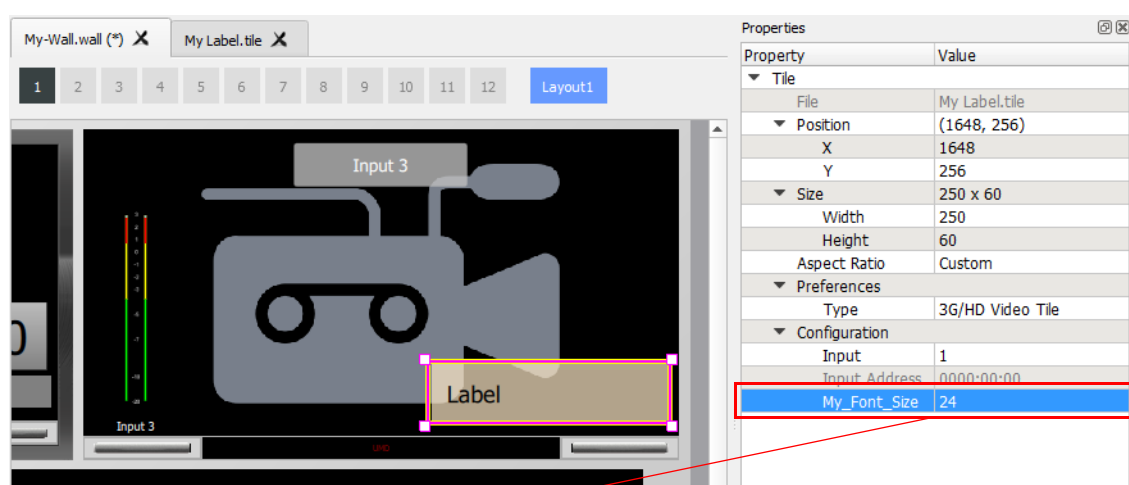 My-Wall.wall (*)
My Label.tile
1 2 3 4 5 6 7 8 9 10 11 12 Layout1
Input 3
Label
Input 3
UHD
Properties
Property Value
Tile
File My Label.tile
Position (1648, 256)
X 1648
Y 256
Size 250 x 60
Width 250
Height 60
Aspect Ratio Custom
Preferences
Type 3G/HD Video Tile
Configuration
Input 1
Input Address 0000:00:00
My_Font_Size 24